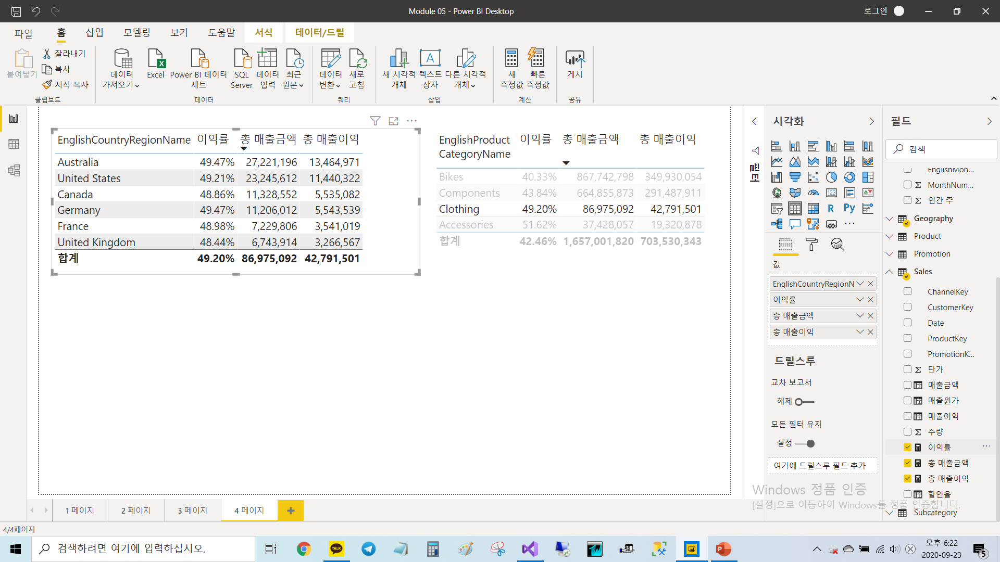 Module 05 - Power BI Desktop
로그인
파일
홈
삽입
모델링
보기
도움말
서식
데이터/드릴
붙여넣기
잘라내기
복사
서식 복사
클립보드
데이터
가져오기
Excel
Power BI 데이터
세트
SQL
Server
데이터
입력
최근
원본
데이터
데이터
변환
새로
고침
쿼리
새 시각적
개체
텍스트
상자
다른 시각적
개체
삽입
새
측정값
빠른
측정값
계산
게시
공유
EnglishCountryRegionName 이익률 총 매출금액 총 매출이익
Australia 49.47% 27,221,196 13,464,971
United States 49.21% 23,245,612 11,440,322
Canada 48.86% 11,328,552 5,535,082
Germany 49.47% 11,206,012 5,543,539
France 48.98% 7,229,806 3,541,019
United Kingdom 48.44% 6,743,914 3,266,567
합계 49.20% 86,975,092 42,791,501
EnglishProduct 이익률 총 매출금액 총 매출이익
CategoryName
Bikes 40.33% 867,742,798 349,930,054
Components 43.84% 664,855,873 291,487,911
Clothing 49.20% 86,975,092 42,791,501
Accessories 51.62% 37,428,057 19,320,878
합계 42.46% 1,657,001,820 703,530,343
필터
시각화
R
Py
123
값
EnglishCountryRegionN
이익률
총 매출금액
총 매출이익
드릴스루
교차 보고서
해제
모든 필터 유지
설정
여기에 드릴스루 필드 추가
필드
검색
EnglishMon...
MonthNum...
연간 주
Geography
Product
Promotion
Sales
ChannelKey
CustomerKey
Date
ProductKey
PromotionK...
단가
매출금액
매출원가
매출이익
수량
이익률
총 매출금액
총 매출이익
할인율
Subcategory
Windows 정품 인증
[설정]으로 이동하여 Windows를 정품 인증합니다.
1 페이지
2 페이지
3 페이지
4 페이지
4/4페이지
검색하려면 여기에 입력하십시오.
TALK
오후 6:22
2020-09-23
5